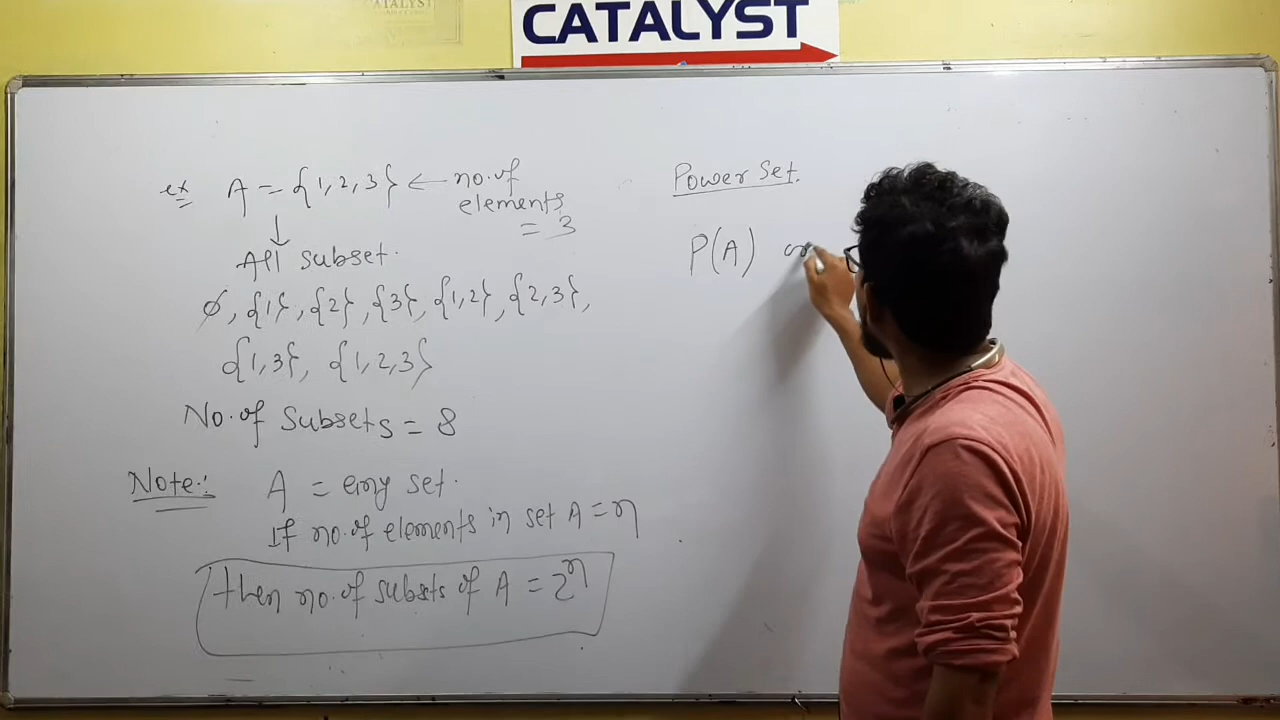 CATALYST
ex A = {1,2,3} ← no. of
elements
= 3
↓
All subset.
∅, {1}, {2}, {3}, {1,2}, {2,3},
{1,3}, {1,2,3}
No. of Subsets = 8
Note:- A = any set.
If no. of elements in set A = n
then no. of subsets of A = 2ⁿ
Power Set.
P(A) or